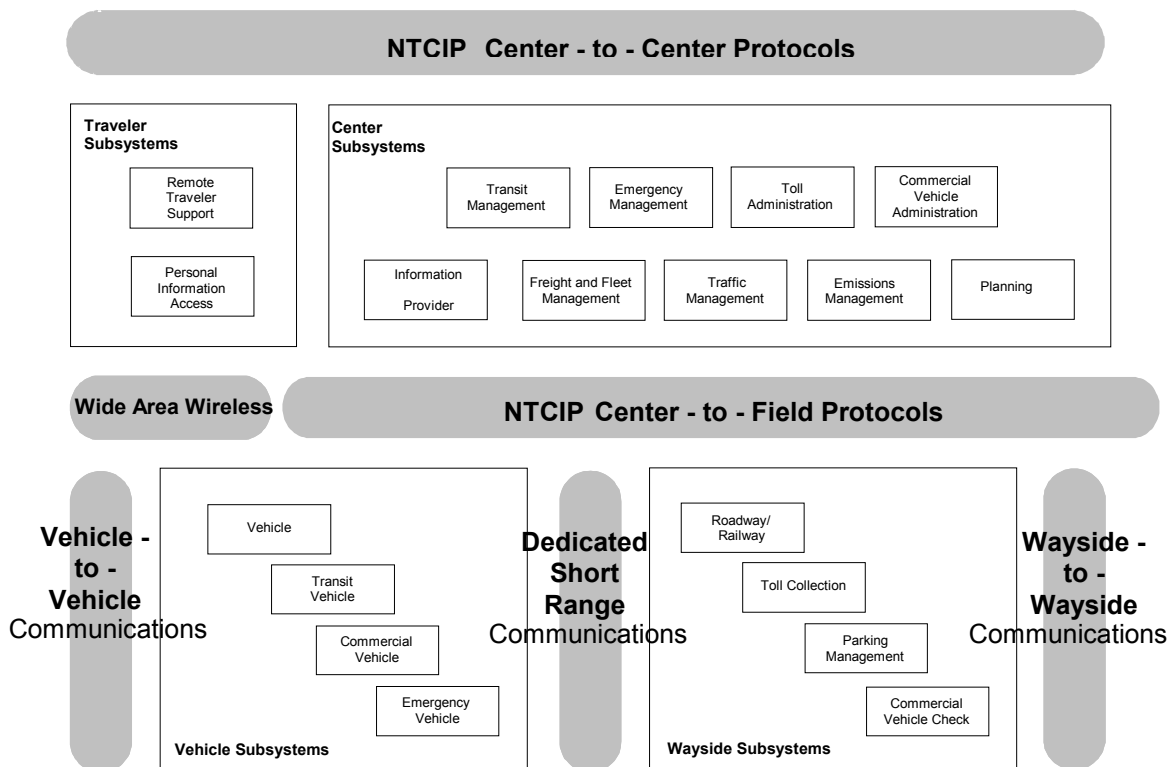 NTCIP Center - to - Center Protocols
Traveler
Subsystems
Remote
Traveler
Support
Personal
Information
Access
Center
Subsystems
Transit
Management
Emergency
Management
Toll
Administration
Commercial
Vehicle
Administration
Information
Provider
Freight and Fleet
Management
Traffic
Management
Emissions
Management
Planning
Wide Area Wireless
NTCIP Center - to - Field Protocols
Vehicle -
to -
Vehicle
Communications
Vehicle
Transit
Vehicle
Commercial
Vehicle
Emergency
Vehicle
Vehicle Subsystems
Dedicated
Short
Range
Communications
Roadway/
Railway
Toll Collection
Parking
Management
Commercial
Vehicle Check
Wayside Subsystems
Wayside -
to -
Wayside
Communications